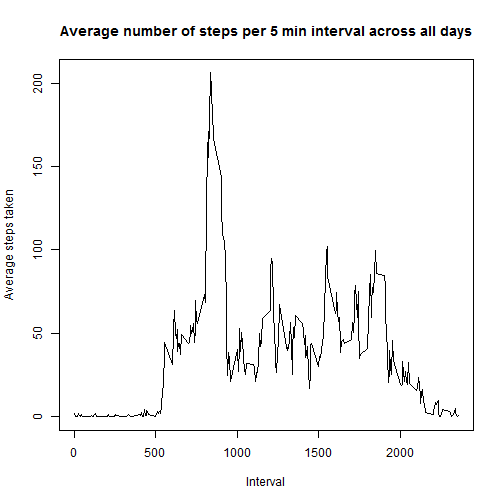 Average number of steps per 5 min interval across all days
Average steps taken
200
150
100
50
0
0 500 1000 1500 2000
Interval